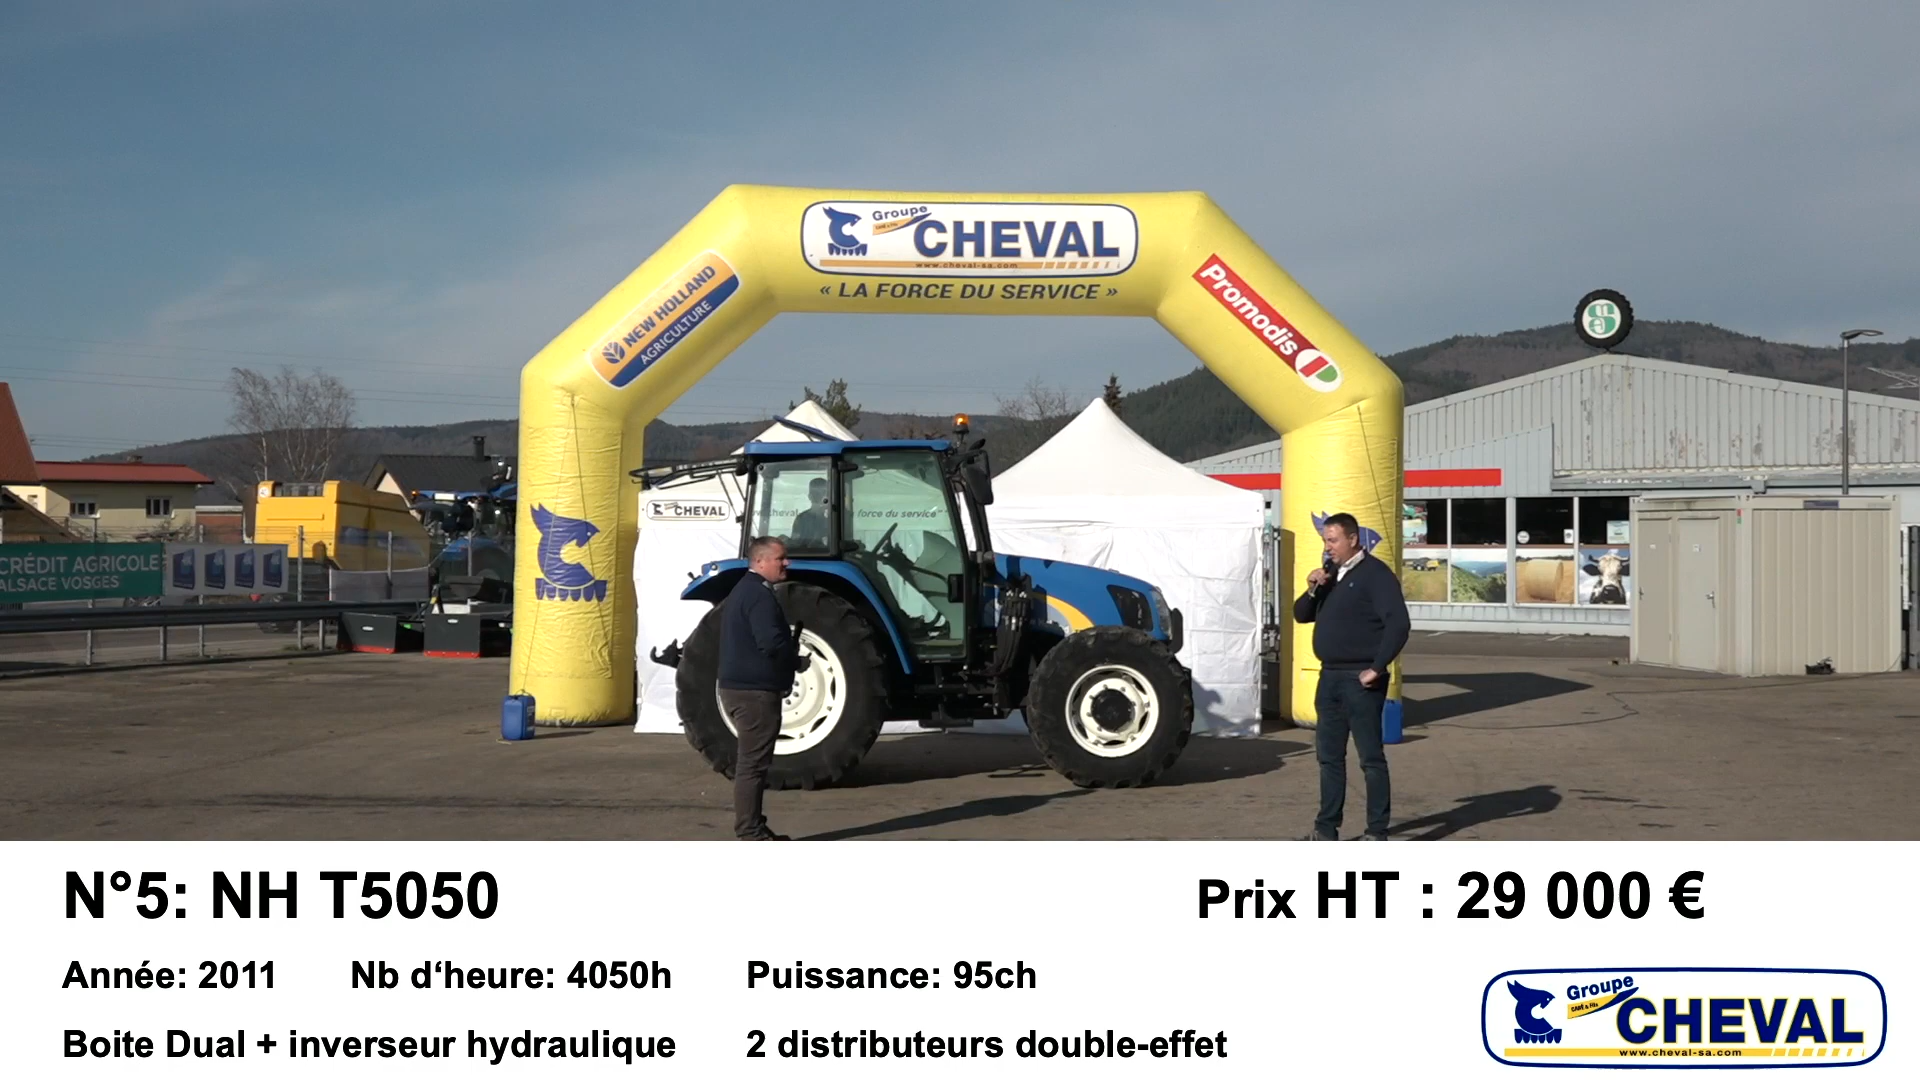 Groupe
CHEVAL
www.cheval-sa.com
« LA FORCE DU SERVICE »
NEW HOLLAND
AGRICULTURE
Promodis
CHEVAL
force du service
CRÉDIT AGRICOLE
ALSACE VOSGES
N°5: NH T5050
Prix HT : 29 000 €
Année: 2011 Nb d‘heure: 4050h Puissance: 95ch
Boite Dual + inverseur hydraulique 2 distributeurs double-effet
Groupe
CHEVAL
www.cheval-sa.com